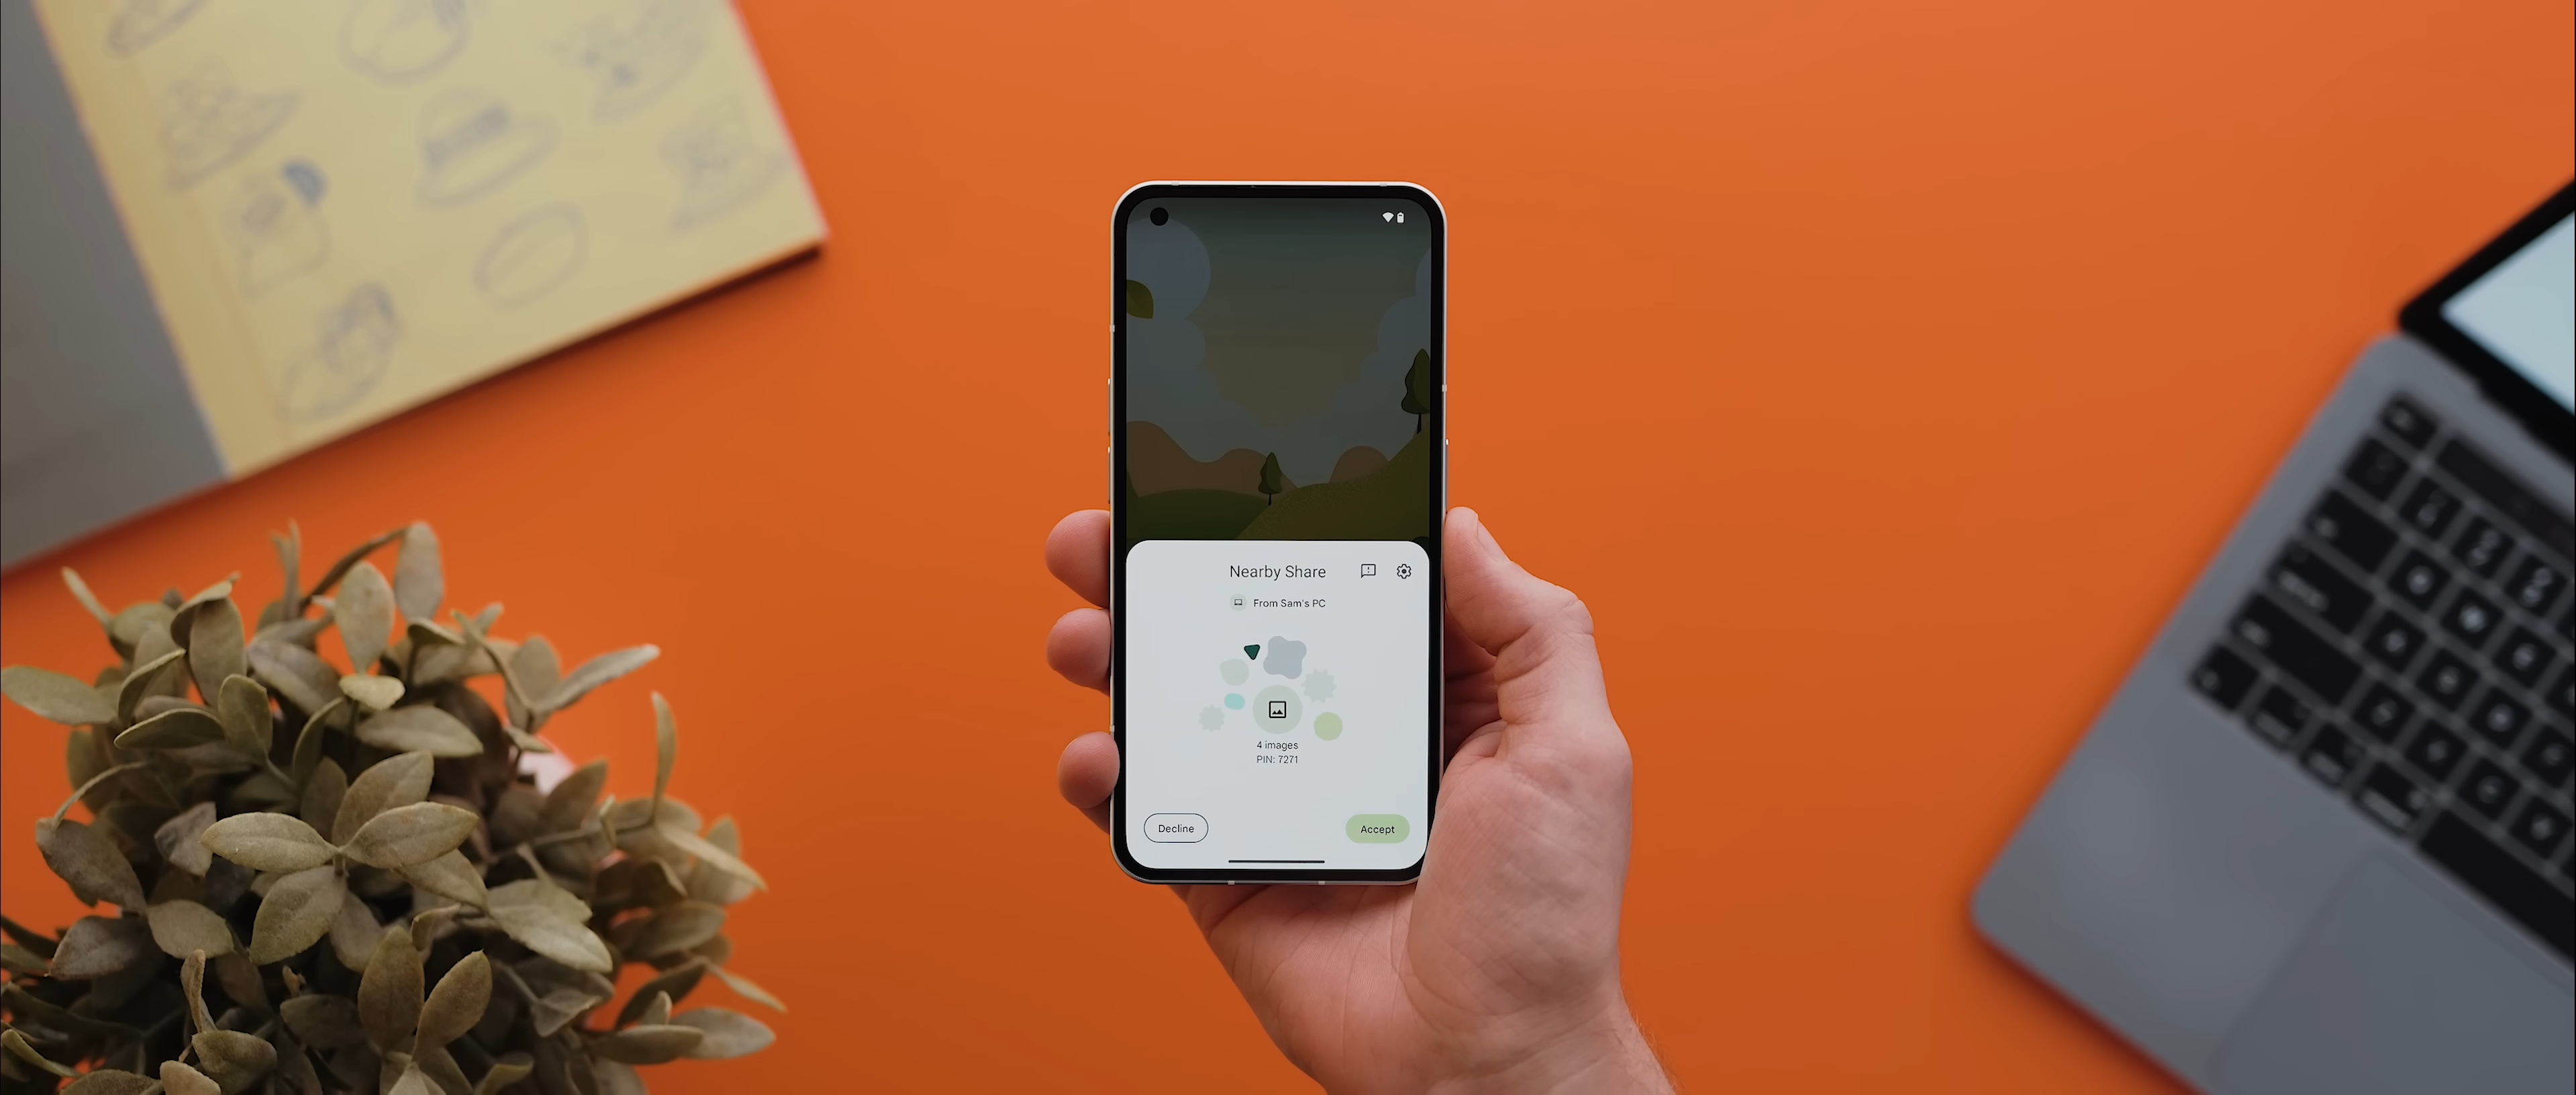 Nearby Share
From Sam's PC
4 images
PIN: 7271
Decline
Accept